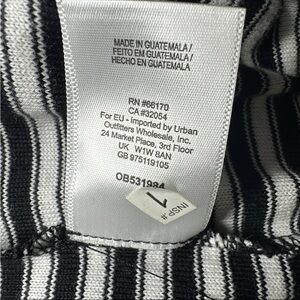 MADE IN GUATEMALA/
FEITO EM GUATEMALA/
HECHO EN GUATEMALA
RN #66170
CA #32054
For EU - Imported by Urban
Outfitters Wholesale, Inc.
24 Market Place, 3rd Floor
UK W1W 8AN
GB 975119105
OB531984
INSP #
1